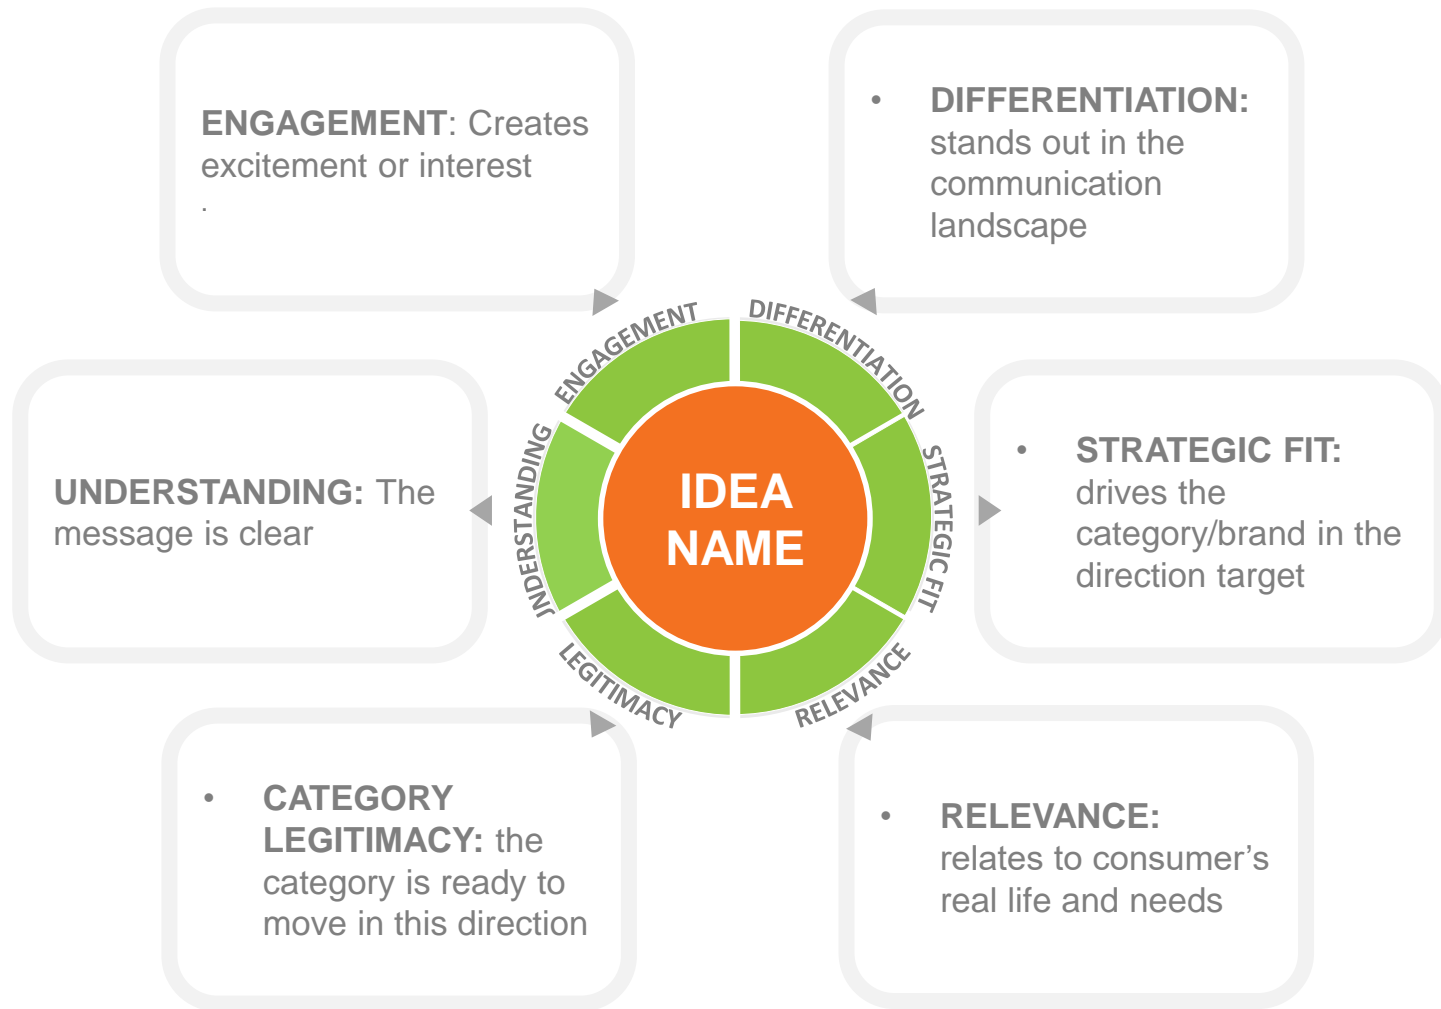 ENGAGEMENT: Creates
excitement or interest
.
• DIFFERENTIATION:
stands out in the
communication
landscape
ENGAGEMENT
DIFFERENTIATION
UNDERSTANDING: The
message is clear
UNDERSTANDING
IDEA
NAME
STRATEGIC FIT
• STRATEGIC FIT:
drives the
category/brand in the
direction target
LEGITIMACY
RELEVANCE
• CATEGORY
LEGITIMACY: the
category is ready to
move in this direction
• RELEVANCE:
relates to consumer’s
real life and needs